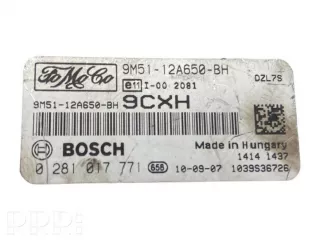 FoMoCo
9M51-12A650-BH
DZL7S
e11 I-00 2081
9M51-12A650-BH
9CXH
BOSCH
Made in Hungary
1414 1437
0 281 017 771
656
10-09-07
1039S36726